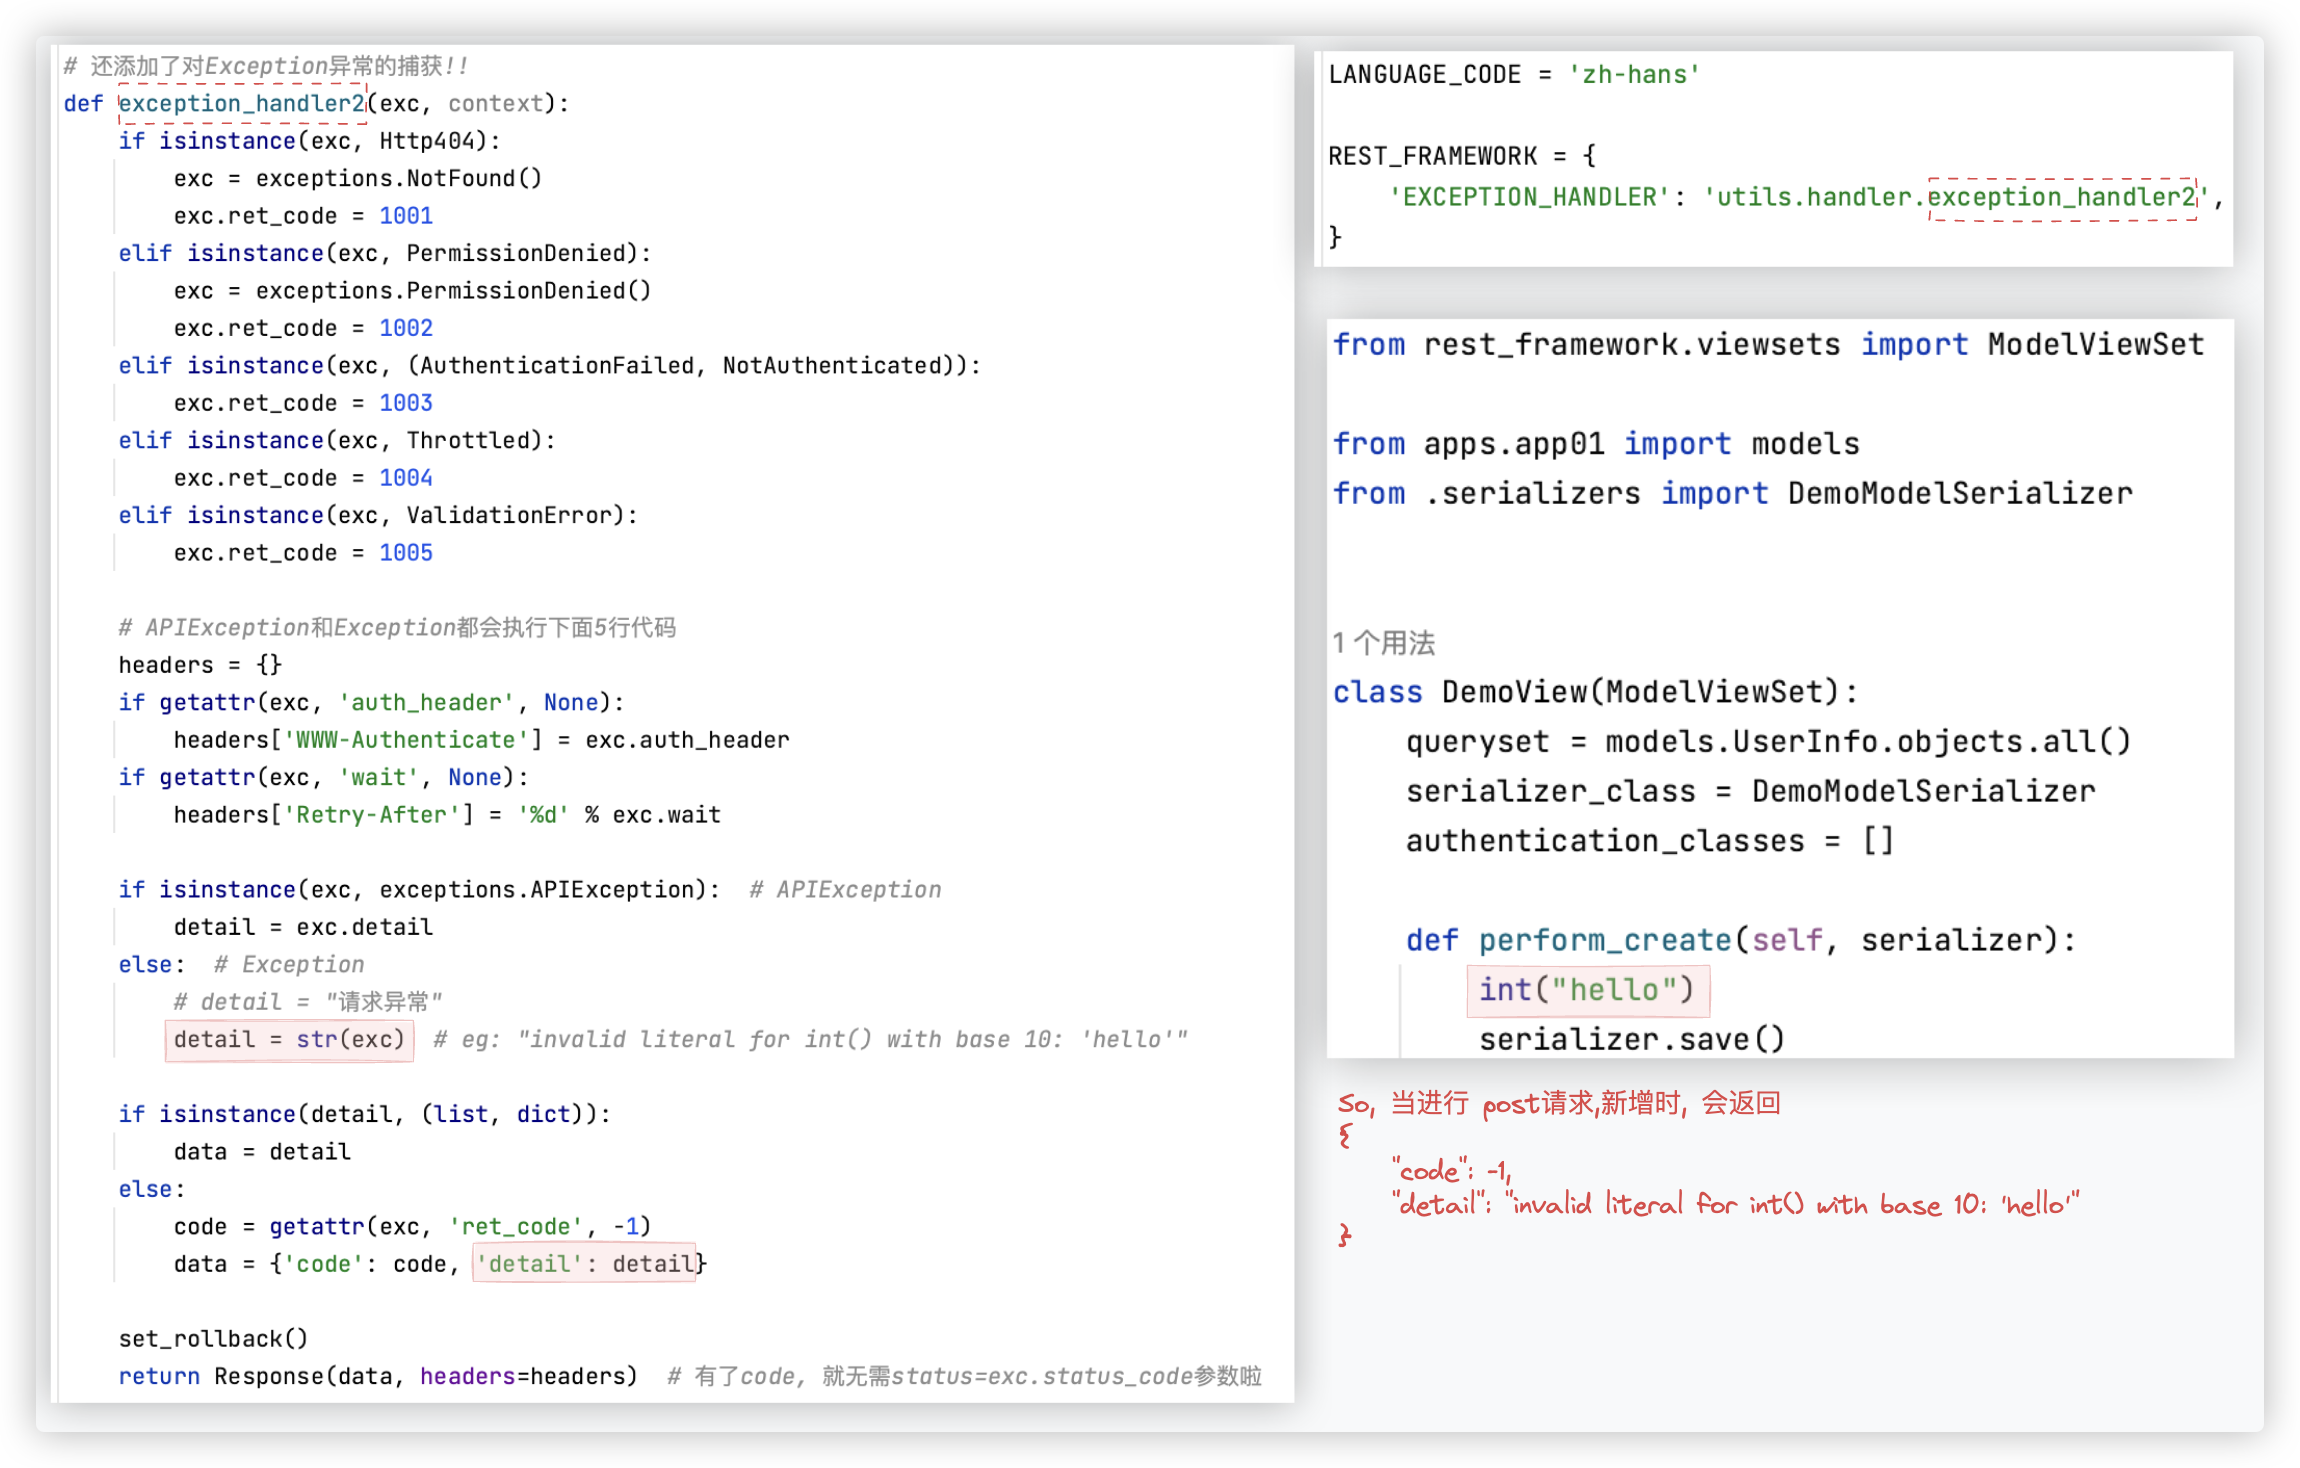 # 还添加了对Exception异常的捕获!!
def exception_handler2(exc, context):
    if isinstance(exc, Http404):
        exc = exceptions.NotFound()
        exc.ret_code = 1001
    elif isinstance(exc, PermissionDenied):
        exc = exceptions.PermissionDenied()
        exc.ret_code = 1002
    elif isinstance(exc, (AuthenticationFailed, NotAuthenticated)):
        exc.ret_code = 1003
    elif isinstance(exc, Throttled):
        exc.ret_code = 1004
    elif isinstance(exc, ValidationError):
        exc.ret_code = 1005
    # APIException和Exception都会执行下面5行代码
    headers = {}
    if getattr(exc, 'auth_header', None):
        headers['WWW-Authenticate'] = exc.auth_header
    if getattr(exc, 'wait', None):
        headers['Retry-After'] = '%d' % exc.wait
    if isinstance(exc, exceptions.APIException):  # APIException
        detail = exc.detail
    else:  # Exception
        # detail = "请求异常"
        detail = str(exc)  # eg: "invalid literal for int() with base 10: 'hello'"
    if isinstance(detail, (list, dict)):
        data = detail
    else:
        code = getattr(exc, 'ret_code', -1)
        data = {'code': code, 'detail': detail}
    set_rollback()
    return Response(data, headers=headers)  # 有了code, 就无需status=exc.status_code参数啦
LANGUAGE_CODE = 'zh-hans'
REST_FRAMEWORK = {
    'EXCEPTION_HANDLER': 'utils.handler.exception_handler2',
}
from rest_framework.viewsets import ModelViewSet
from apps.app01 import models
from .serializers import DemoModelSerializer
1 个用法
class DemoView(ModelViewSet):
    queryset = models.UserInfo.objects.all()
    serializer_class = DemoModelSerializer
    authentication_classes = []
    def perform_create(self, serializer):
        int("hello")
        serializer.save()
So, 当进行 post请求,新增时, 会返回
{
    "code": -1,
    "detail": "invalid literal for int() with base 10: 'hello'"
}